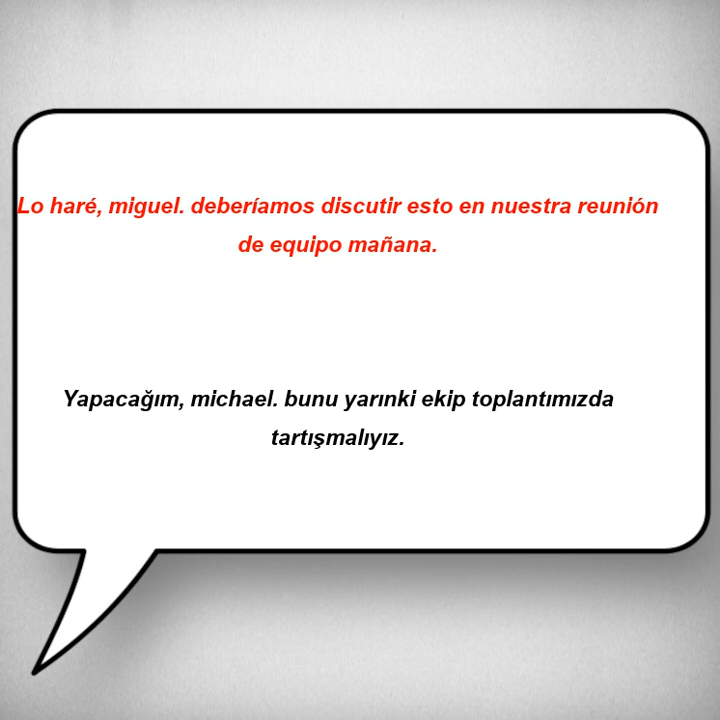 Lo haré, miguel. deberíamos discutir esto en nuestra reunión
de equipo mañana.
Yapacağım, michael. bunu yarınki ekip toplantımızda
tartışmalıyız.